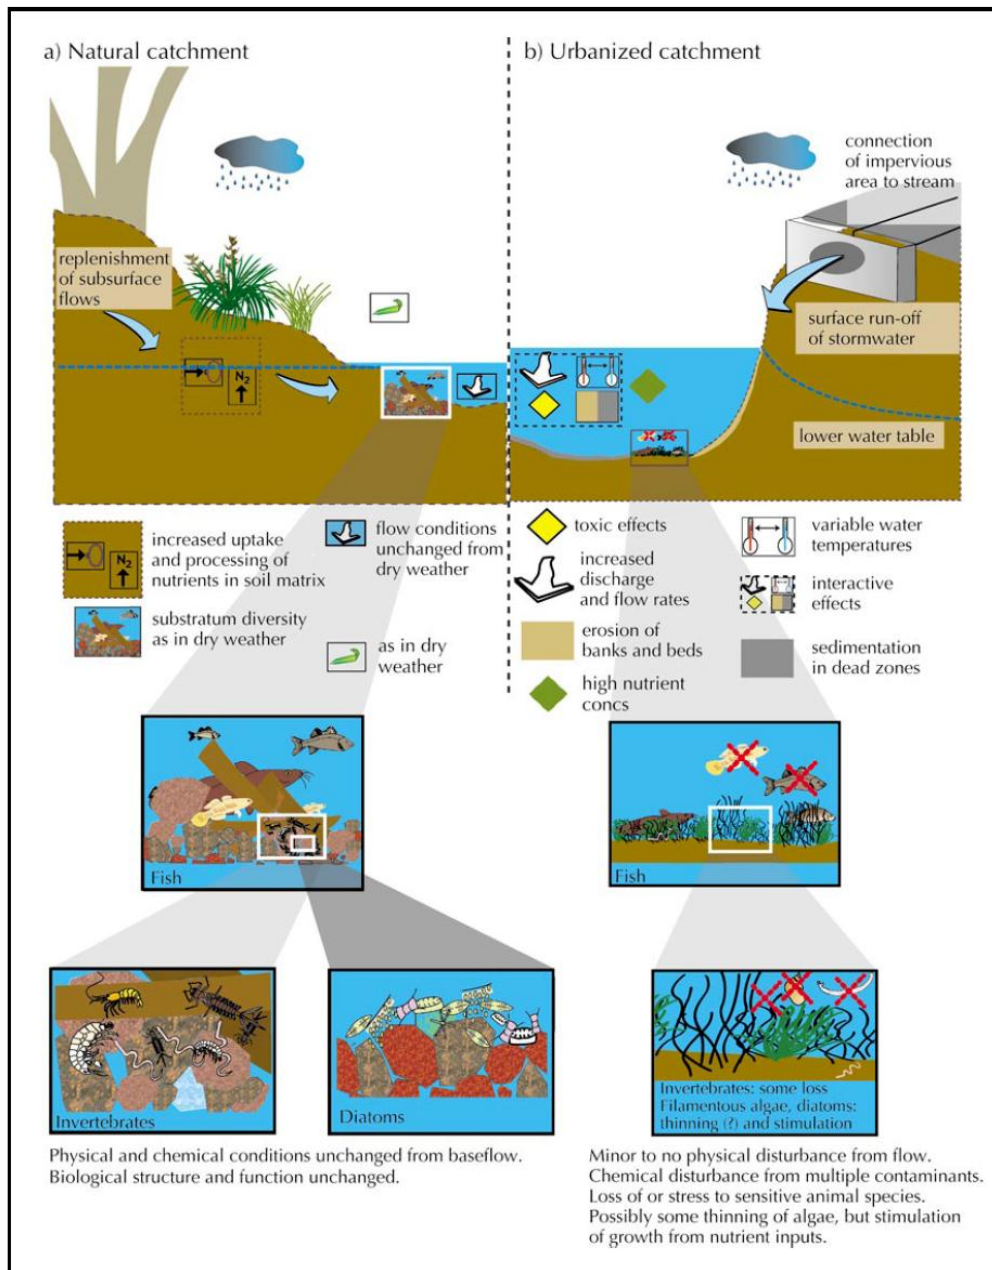 a) Natural catchment
b) Urbanized catchment
connection
of impervious
area to stream
replenishment
of subsurface
flows
surface run-off
of stormwater
N2
lower water table
increased uptake
and processing of
nutrients in soil matrix
N2
substratum diversity
as in dry weather
flow conditions
unchanged from
dry weather
as in dry
weather
toxic effects
increased
discharge
and flow rates
erosion of
banks and beds
high nutrient
concs
variable water
temperatures
interactive
effects
sedimentation
in dead zones
Fish
Fish
Invertebrates
Diatoms
Invertebrates: some loss
Filamentous algae, diatoms:
thinning (?) and stimulation
Physical and chemical conditions unchanged from baseflow.
Biological structure and function unchanged.
Minor to no physical disturbance from flow.
Chemical disturbance from multiple contaminants.
Loss of or stress to sensitive animal species.
Possibly some thinning of algae, but stimulation
of growth from nutrient inputs.